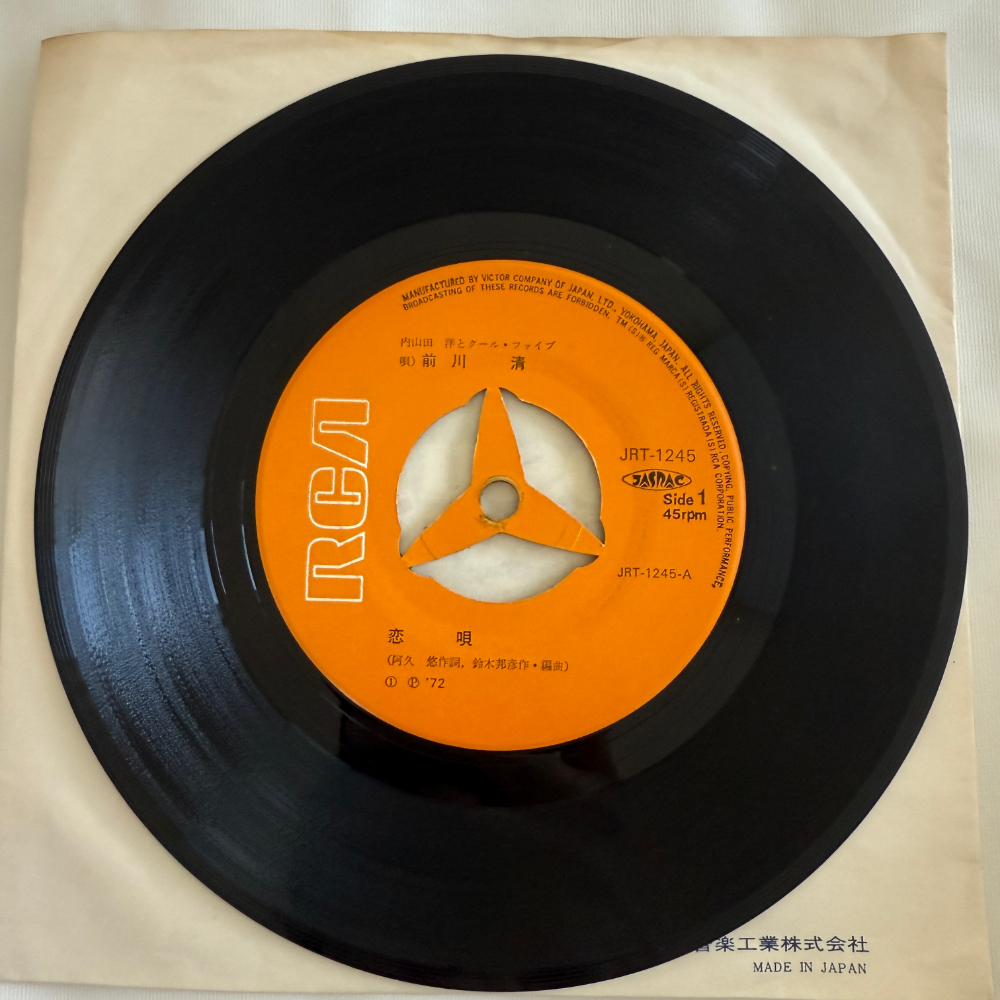 MANUFACTURED BY VICTOR COMPANY OF JAPAN, LTD., YOKOHAMA, JAPAN. ALL RIGHTS RESERVED. COPYING, PUBLIC PERFORMANCE,
BROADCASTING OF THESE RECORDS ARE FORBIDDEN. TM(S)® REG. MARCA(S) REGISTRADA(S) RCA CORPORATION.
内山田 洋とクール・ファイブ
唄) 前川 清
RCA
JRT-1245
JASRAC
Side 1
45rpm
JRT-1245-A
恋 唄
(阿久 悠作詞, 鈴木邦彦作・編曲)
① Ⓟ '72
音楽工業株式会社
MADE IN JAPAN